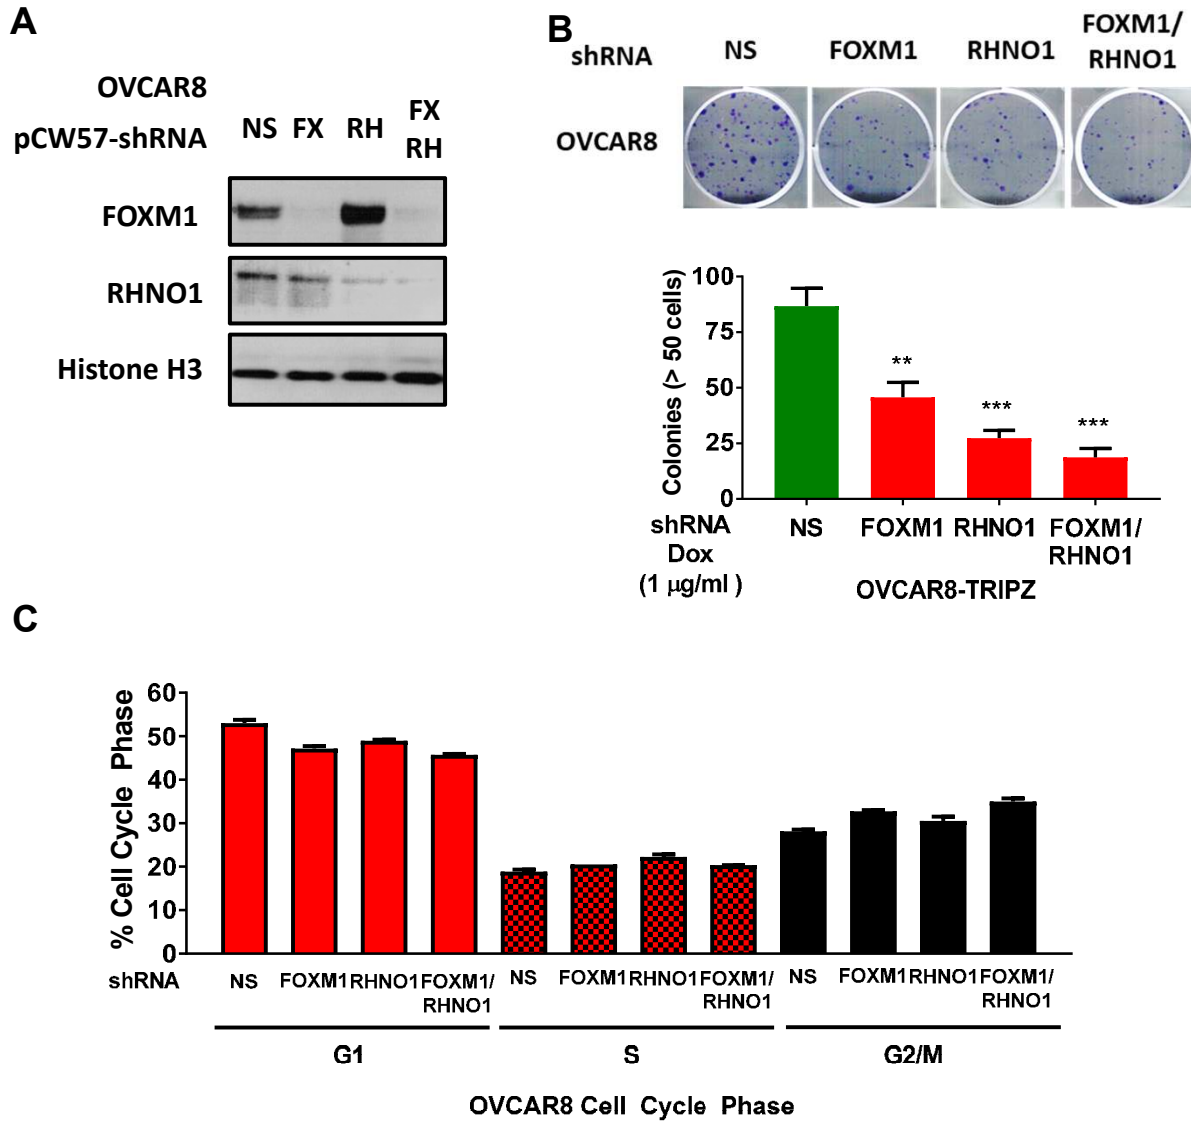 A
OVCAR8
pCW57-shRNA
NS FX RH FX
RH
FOXM1
RHNO1
Histone H3
B
shRNA
NS FOXM1 RHNO1 FOXM1/
RHNO1
OVCAR8
Colonies (> 50 cells)
100
75
50
25
0
**
***
***
shRNA
Dox
(1 µg/ml )
NS FOXM1 RHNO1 FOXM1/
RHNO1
OVCAR8-TRIPZ
C
% Cell Cycle Phase
60
50
40
30
20
10
0
shRNA
NS FOXM1 RHNO1 FOXM1/
RHNO1
NS FOXM1 RHNO1 FOXM1/
RHNO1
NS FOXM1 RHNO1 FOXM1/
RHNO1
G1 S G2/M
OVCAR8 Cell Cycle Phase